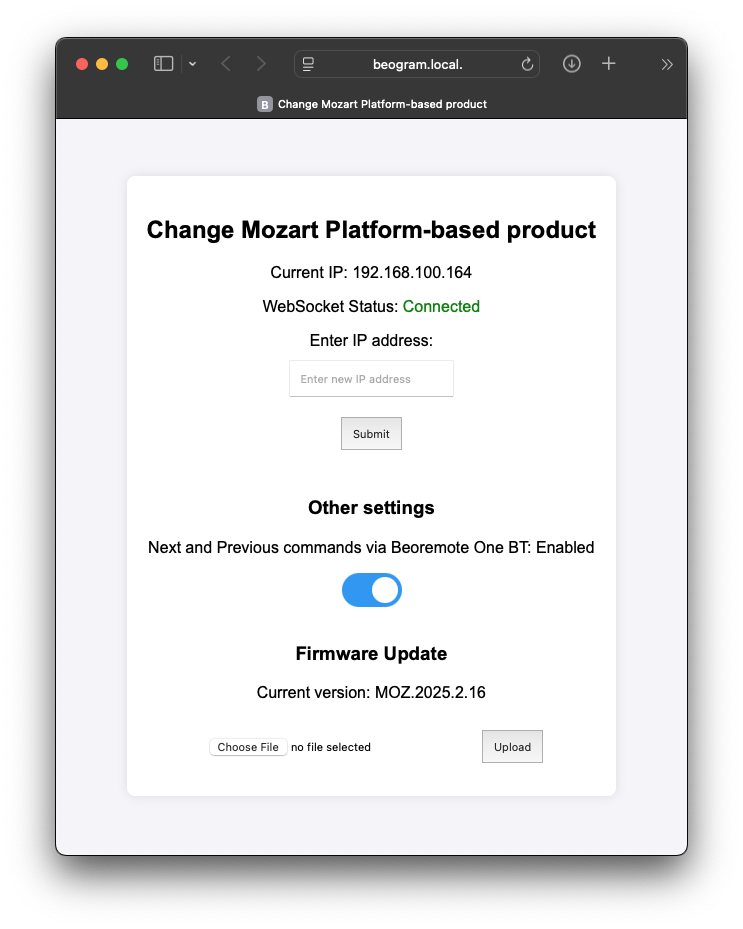 beogram.local.
B Change Mozart Platform-based product
Change Mozart Platform-based product
Current IP: 192.168.100.164
WebSocket Status: Connected
Enter IP address:
Enter new IP address
Submit
Other settings
Next and Previous commands via Beoremote One BT: Enabled
Firmware Update
Current version: MOZ.2025.2.16
Choose File no file selected Upload